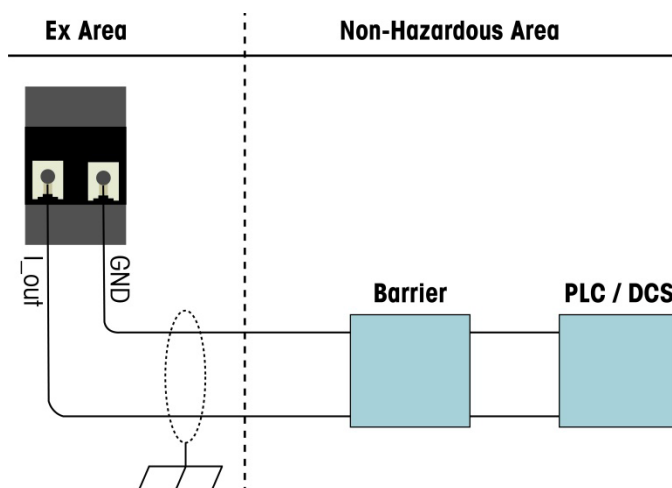 Ex Area
Non-Hazardous Area
I_out
GND
Barrier
PLC / DCS